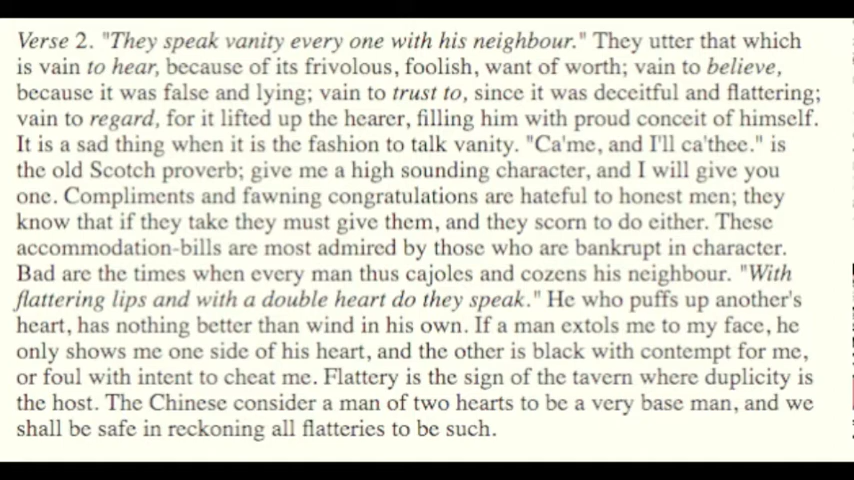 Verse 2. "They speak vanity every one with his neighbour." They utter that which
is vain to hear, because of its frivolous, foolish, want of worth; vain to believe,
because it was false and lying; vain to trust to, since it was deceitful and flattering;
vain to regard, for it lifted up the hearer, filling him with proud conceit of himself.
It is a sad thing when it is the fashion to talk vanity. "Ca'me, and I'll ca'thee." is
the old Scotch proverb; give me a high sounding character, and I will give you
one. Compliments and fawning congratulations are hateful to honest men; they
know that if they take they must give them, and they scorn to do either. These
accommodation-bills are most admired by those who are bankrupt in character.
Bad are the times when every man thus cajoles and cozens his neighbour. "With
flattering lips and with a double heart do they speak." He who puffs up another's
heart, has nothing better than wind in his own. If a man extols me to my face, he
only shows me one side of his heart, and the other is black with contempt for me,
or foul with intent to cheat me. Flattery is the sign of the tavern where duplicity is
the host. The Chinese consider a man of two hearts to be a very base man, and we
shall be safe in reckoning all flatteries to be such.